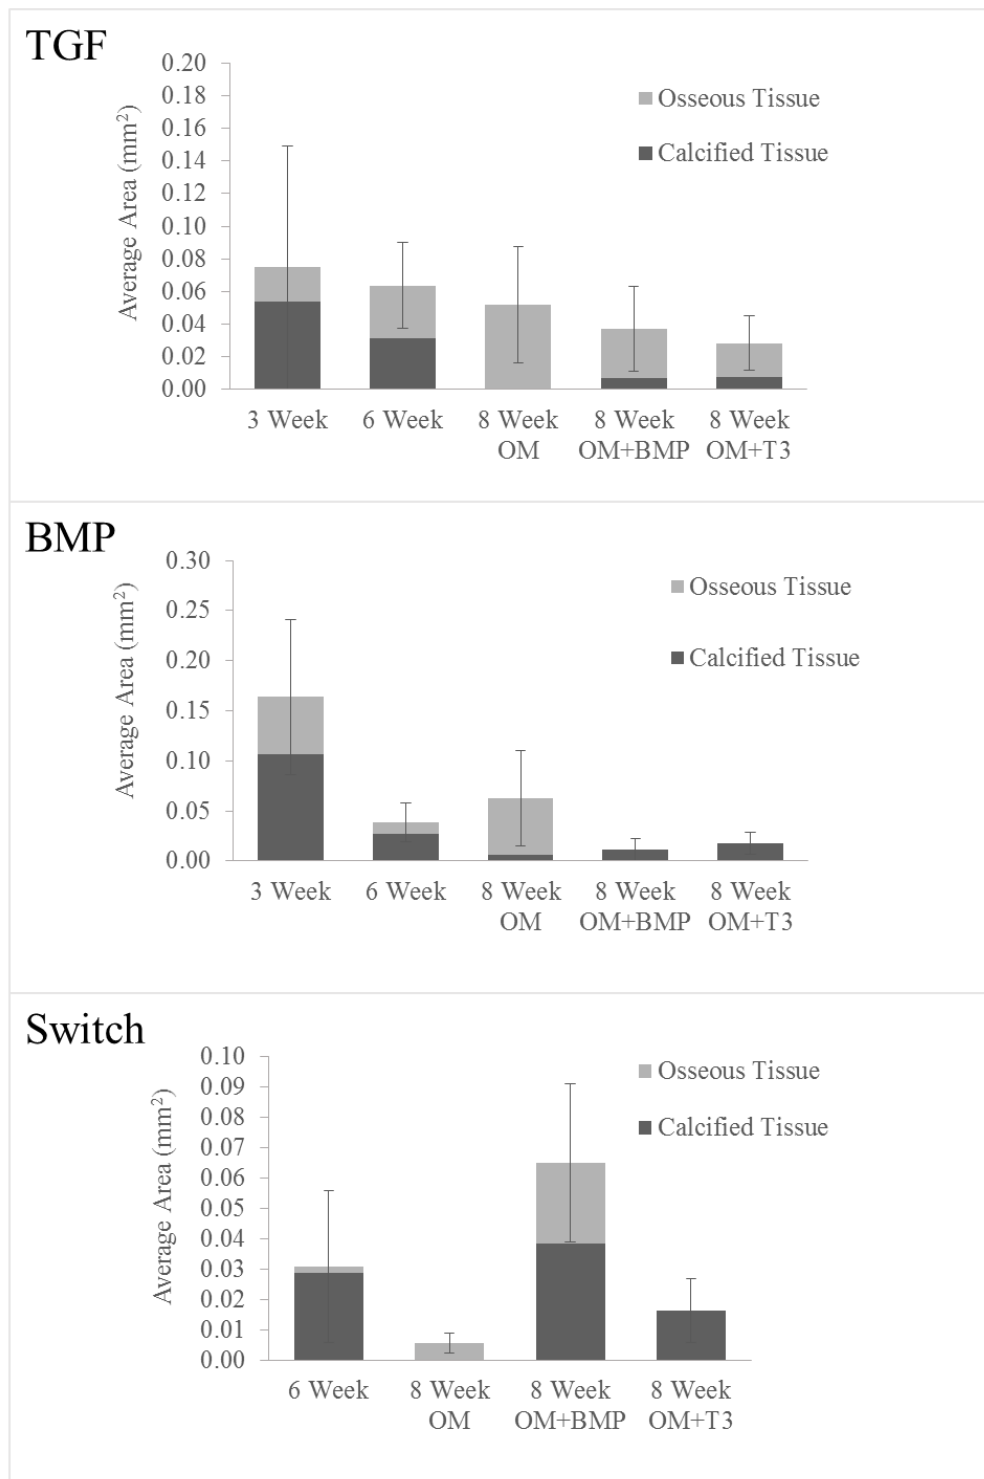 TGF
0.20
0.18
0.16
0.14
0.12
0.10
0.08
0.06
0.04
0.02
0.00
Average Area (mm²)
Osseous Tissue
Calcified Tissue
3 Week 6 Week 8 Week 8 Week 8 Week
OM OM+BMP OM+T3
BMP
0.30
0.25
0.20
0.15
0.10
0.05
0.00
Average Area (mm²)
Osseous Tissue
Calcified Tissue
3 Week 6 Week 8 Week 8 Week 8 Week
OM OM+BMP OM+T3
Switch
0.10
0.09
0.08
0.07
0.06
0.05
0.04
0.03
0.02
0.01
0.00
Average Area (mm²)
Osseous Tissue
Calcified Tissue
6 Week 8 Week 8 Week 8 Week
OM OM+BMP OM+T3